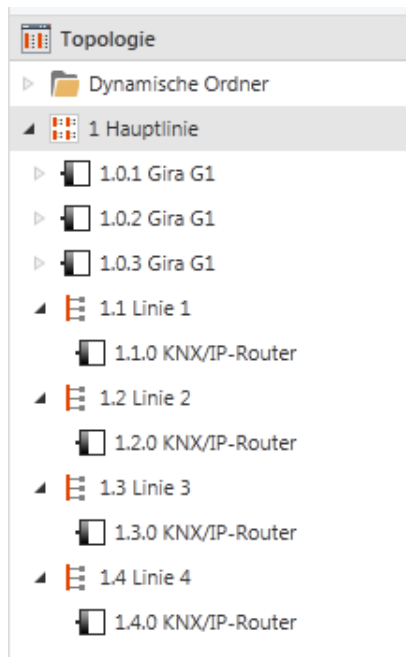 Topologie
Dynamische Ordner
1 Hauptlinie
1.0.1 Gira G1
1.0.2 Gira G1
1.0.3 Gira G1
1.1 Linie 1
1.1.0 KNX/IP-Router
1.2 Linie 2
1.2.0 KNX/IP-Router
1.3 Linie 3
1.3.0 KNX/IP-Router
1.4 Linie 4
1.4.0 KNX/IP-Router